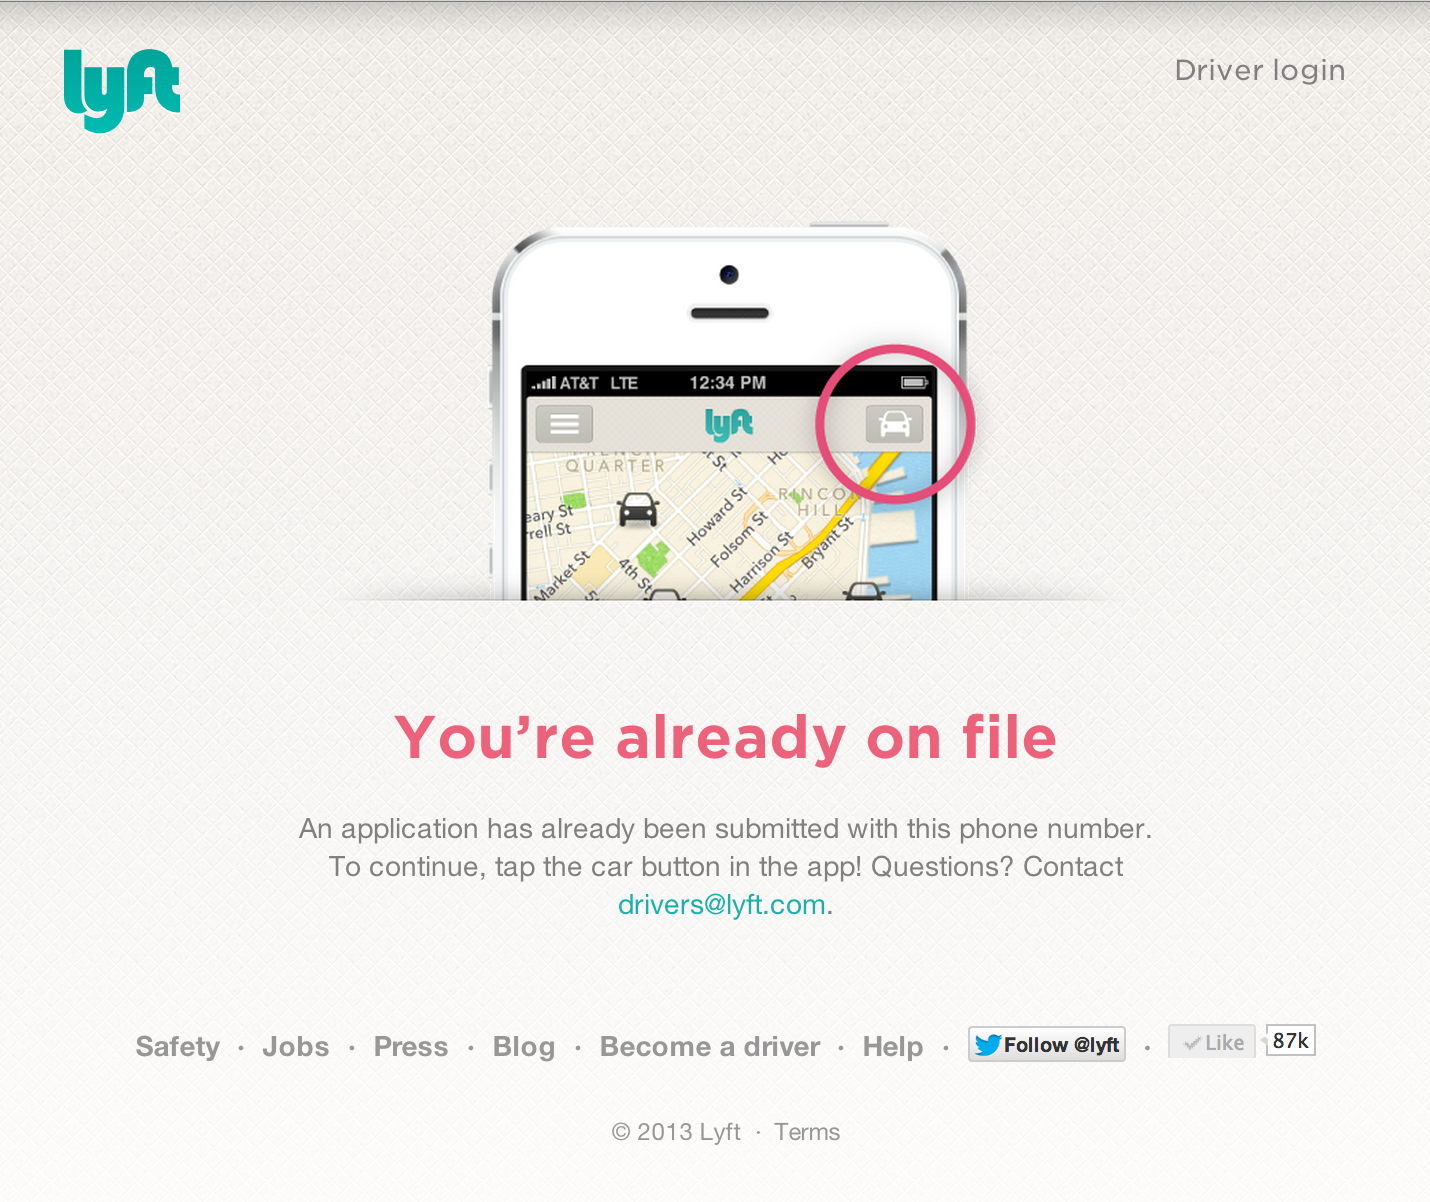 lyft
Driver login
AT&T LTE 12:34 PM
lyft
QUARTER
RINCON
HILL
Howard St
Folsom St
Harrison St
Bryant St
4th St
Market St
eary St
rrell St
You’re already on file
An application has already been submitted with this phone number.
To continue, tap the car button in the app! Questions? Contact
drivers@lyft.com.
Safety · Jobs · Press · Blog · Become a driver · Help · Follow @lyft · Like 87k
© 2013 Lyft · Terms